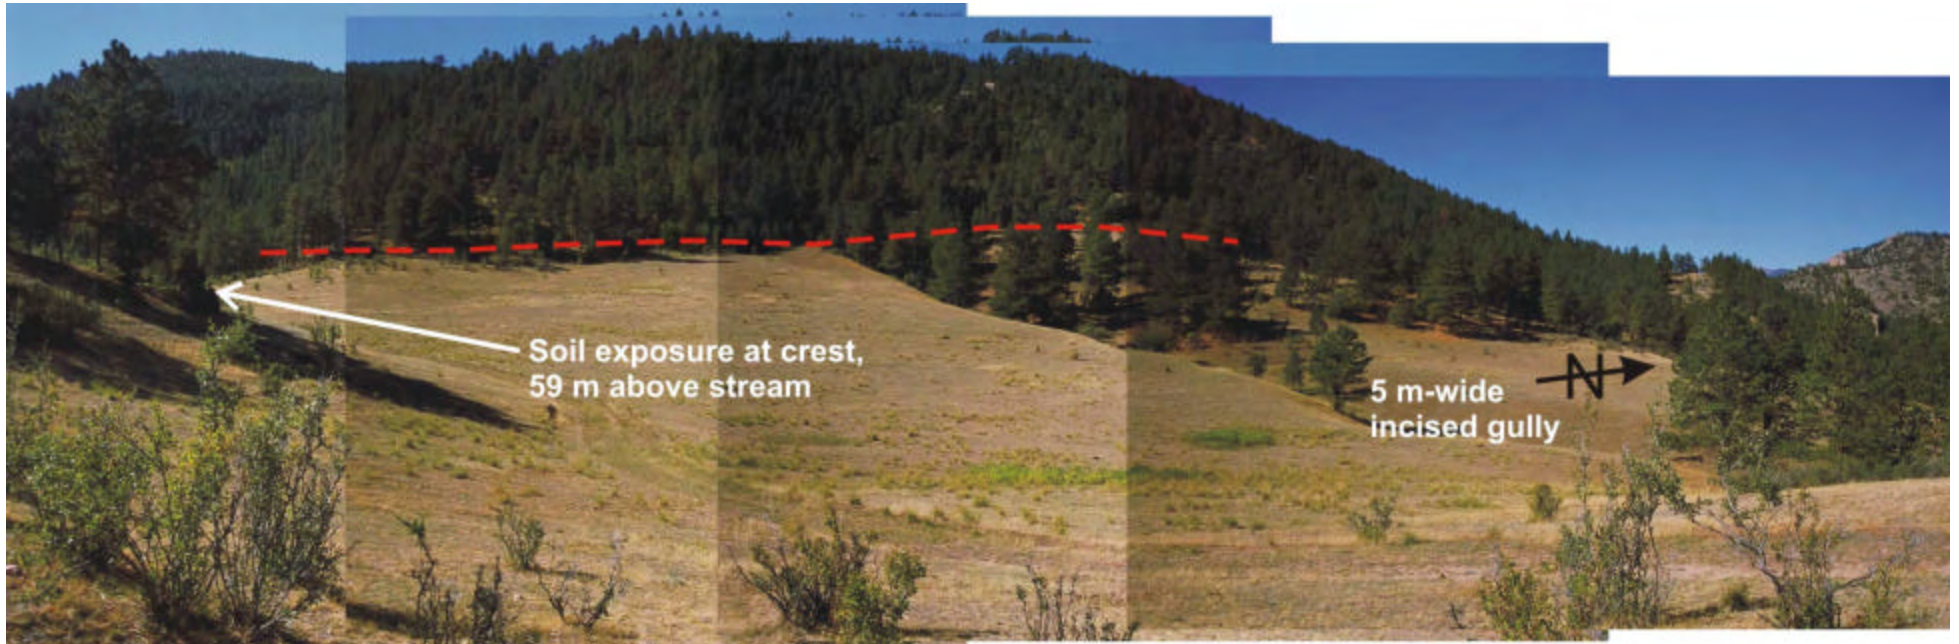 Soil exposure at crest,
59 m above stream
5 m-wide
incised gully
N